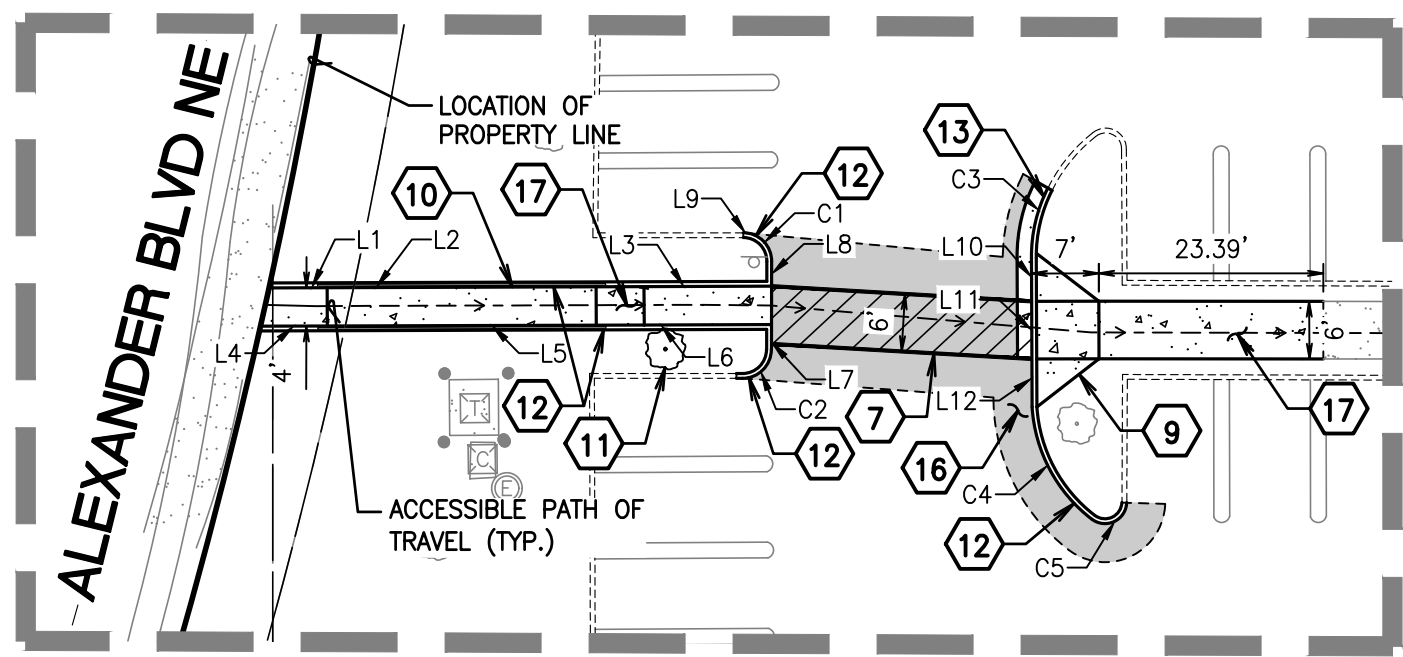 ALEXANDER BLVD NE
LOCATION OF
PROPERTY LINE
13
12
10
17
C3
L9
C1
L1
L2
L3
L8
L10
7'
23.39'
L11
6'
6'
L4
4'
L5
L6
L7
L12
T
12
C2
7
9
17
11
12
16
C
E
C4
ACCESSIBLE PATH OF
TRAVEL (TYP.)
12
C5